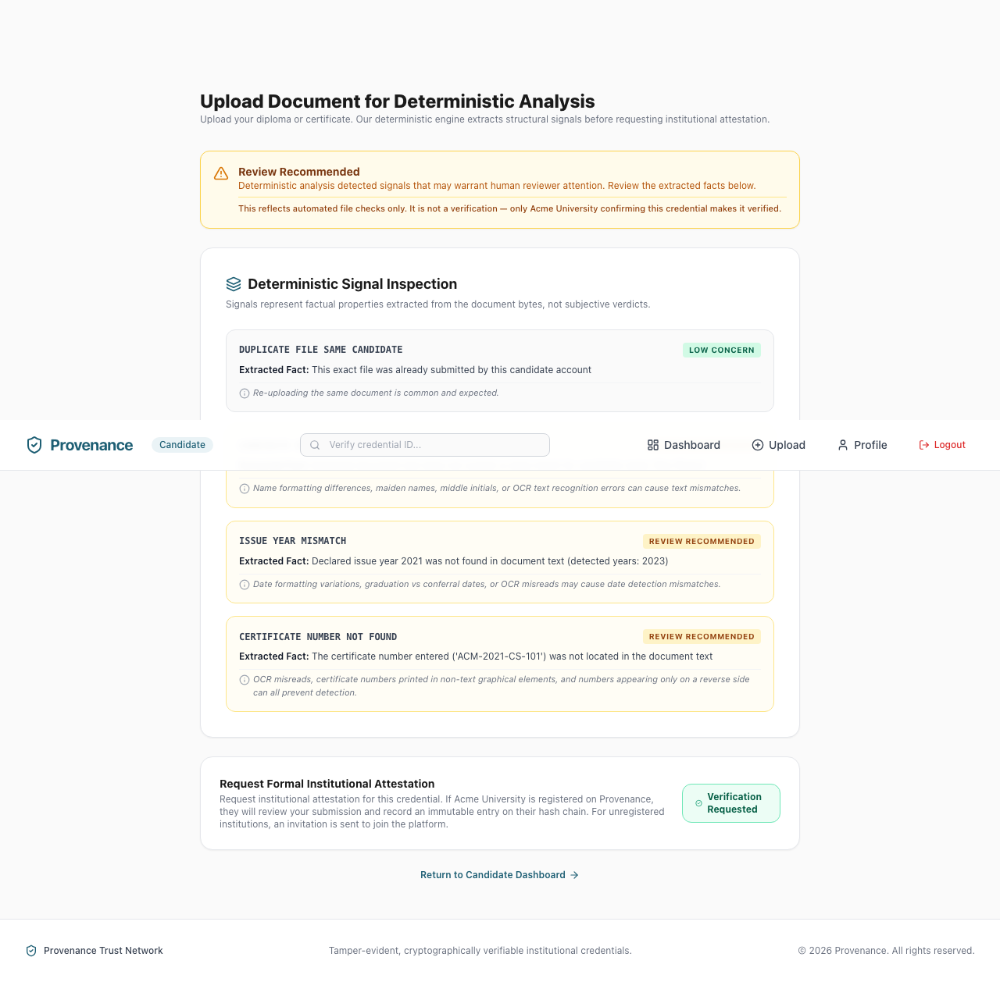 Upload Document for Deterministic Analysis
Upload your diploma or certificate. Our deterministic engine extracts structural signals before requesting institutional attestation.
Review Recommended
Deterministic analysis detected signals that may warrant human reviewer attention. Review the extracted facts below.
This reflects automated file checks only. It is not a verification — only Acme University confirming this credential makes it verified.
Deterministic Signal Inspection
Signals represent factual properties extracted from the document bytes, not subjective verdicts.
DUPLICATE FILE SAME CANDIDATE
LOW CONCERN
Extracted Fact: This exact file was already submitted by this candidate account
Re-uploading the same document is common and expected.
Provenance
Candidate
Verify credential ID...
Dashboard
Upload
Profile
Logout
Name formatting differences, maiden names, middle initials, or OCR text recognition errors can cause text mismatches.
ISSUE YEAR MISMATCH
REVIEW RECOMMENDED
Extracted Fact: Declared issue year 2021 was not found in document text (detected years: 2023)
Date formatting variations, graduation vs conferral dates, or OCR misreads may cause date detection mismatches.
CERTIFICATE NUMBER NOT FOUND
REVIEW RECOMMENDED
Extracted Fact: The certificate number entered ('ACM-2021-CS-101') was not located in the document text
OCR misreads, certificate numbers printed in non-text graphical elements, and numbers appearing only on a reverse side
can all prevent detection.
Request Formal Institutional Attestation
Request institutional attestation for this credential. If Acme University is registered on Provenance,
they will review your submission and record an immutable entry on their hash chain. For unregistered
institutions, an invitation is sent to join the platform.
Verification
Requested
Return to Candidate Dashboard
Provenance Trust Network
Tamper-evident, cryptographically verifiable institutional credentials.
© 2026 Provenance. All rights reserved.